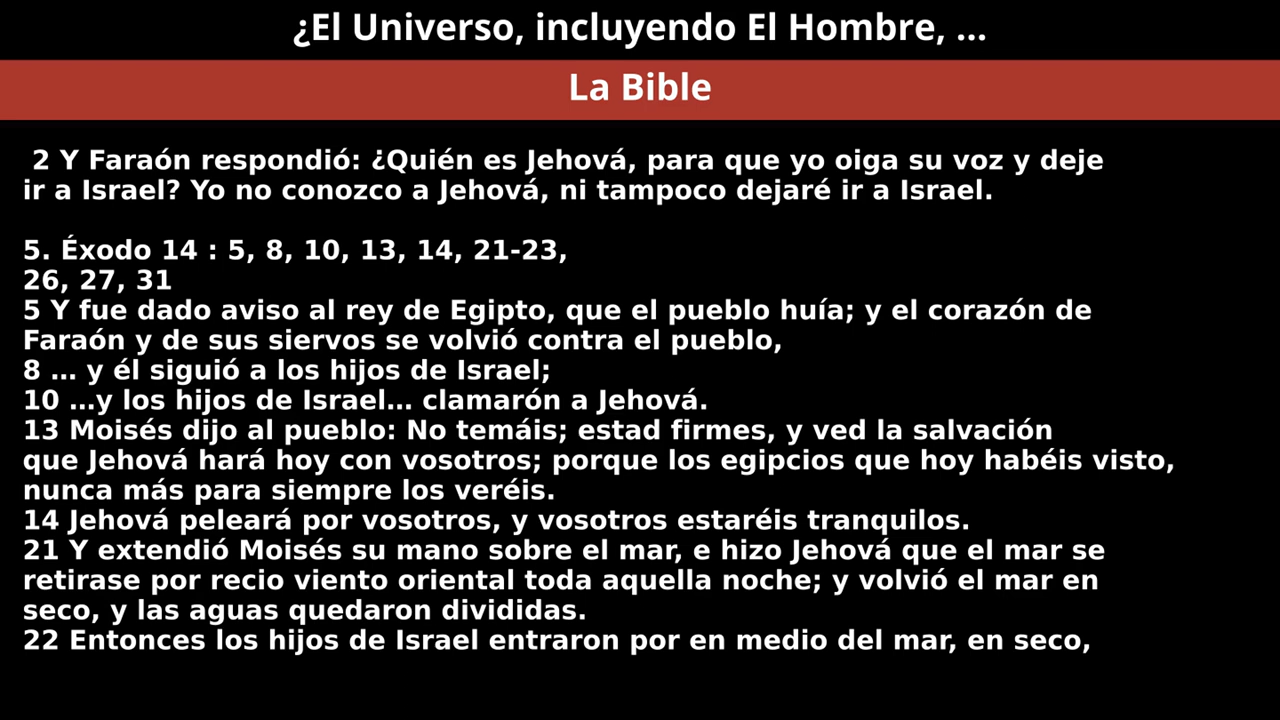 ¿El Universo, incluyendo El Hombre, ...
La Bible
2 Y Faraón respondió: ¿Quién es Jehová, para que yo oiga su voz y deje
ir a Israel? Yo no conozco a Jehová, ni tampoco dejaré ir a Israel.
5. Éxodo 14 : 5, 8, 10, 13, 14, 21-23,
26, 27, 31
5 Y fue dado aviso al rey de Egipto, que el pueblo huía; y el corazón de
Faraón y de sus siervos se volvió contra el pueblo,
8 … y él siguió a los hijos de Israel;
10 …y los hijos de Israel… clamarón a Jehová.
13 Moisés dijo al pueblo: No temáis; estad firmes, y ved la salvación
que Jehová hará hoy con vosotros; porque los egipcios que hoy habéis visto,
nunca más para siempre los veréis.
14 Jehová peleará por vosotros, y vosotros estaréis tranquilos.
21 Y extendió Moisés su mano sobre el mar, e hizo Jehová que el mar se
retirase por recio viento oriental toda aquella noche; y volvió el mar en
seco, y las aguas quedaron divididas.
22 Entonces los hijos de Israel entraron por en medio del mar, en seco,